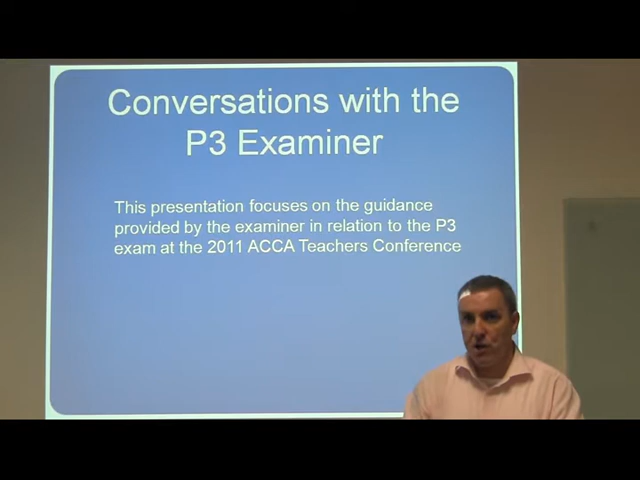 Conversations with the
P3 Examiner
This presentation focuses on the guidance
provided by the examiner in relation to the P3
exam at the 2011 ACCA Teachers Conference